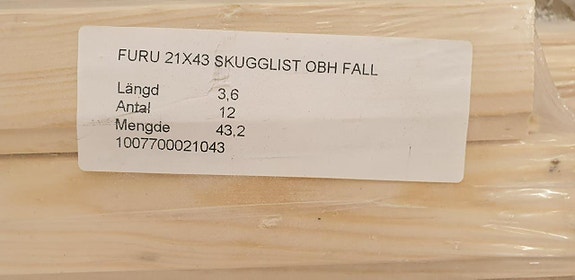 FURU 21X43 SKUGGLIST OBH FALL
Längd 3,6
Antal 12
Mengde 43,2
1007700021043